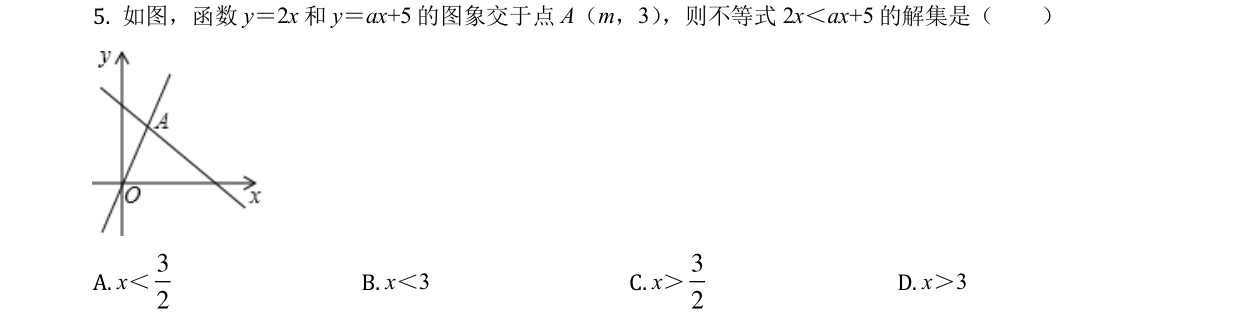 5. 如图，函数 y＝2x 和 y＝ax+5 的图象交于点 A（m，3），则不等式 2x＜ax+5 的解集是（　　）
y
A
O
x
A. x＜3/2 B. x＜3 C. x＞3/2 D. x＞3